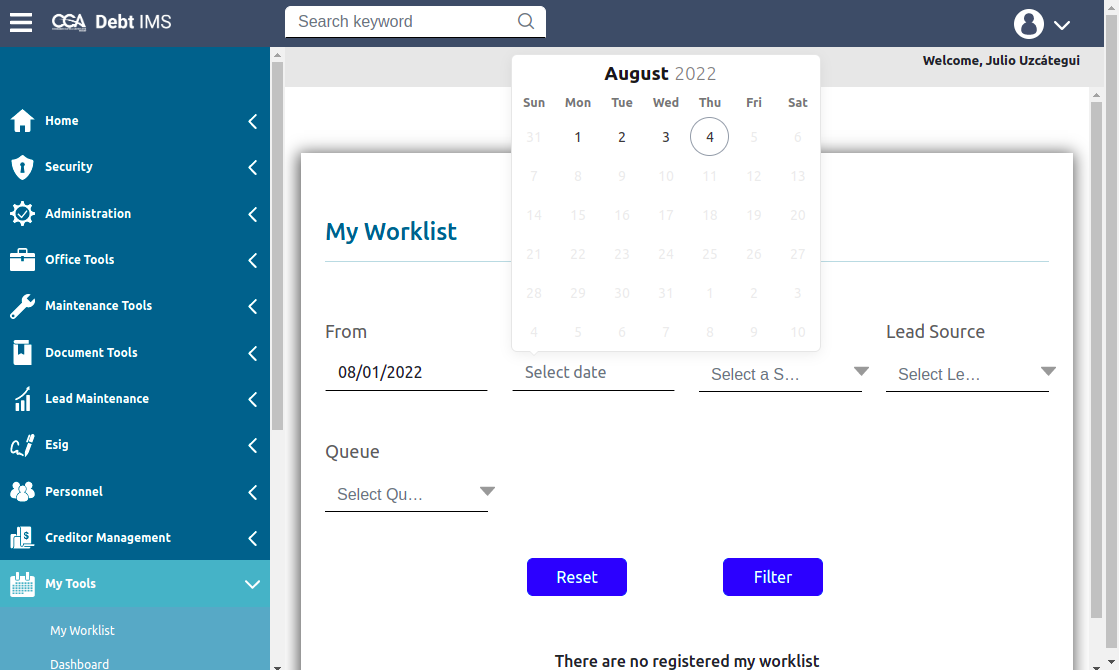 CGA Debt IMS
Search keyword
Welcome, Julio Uzcátegui
Home
Security
Administration
Office Tools
Maintenance Tools
Document Tools
Lead Maintenance
Esig
Personnel
Creditor Management
My Tools
My Worklist
Dashboard
August 2022
Sun Mon Tue Wed Thu Fri Sat
31 1 2 3 4 5 6
7 8 9 10 11 12 13
14 15 16 17 18 19 20
21 22 23 24 25 26 27
28 29 30 31 1 2 3
4 5 6 7 8 9 10
My Worklist
From
Lead Source
08/01/2022
Select date
Select a S...
Select Le...
Queue
Select Qu...
Reset
Filter
There are no registered my worklist